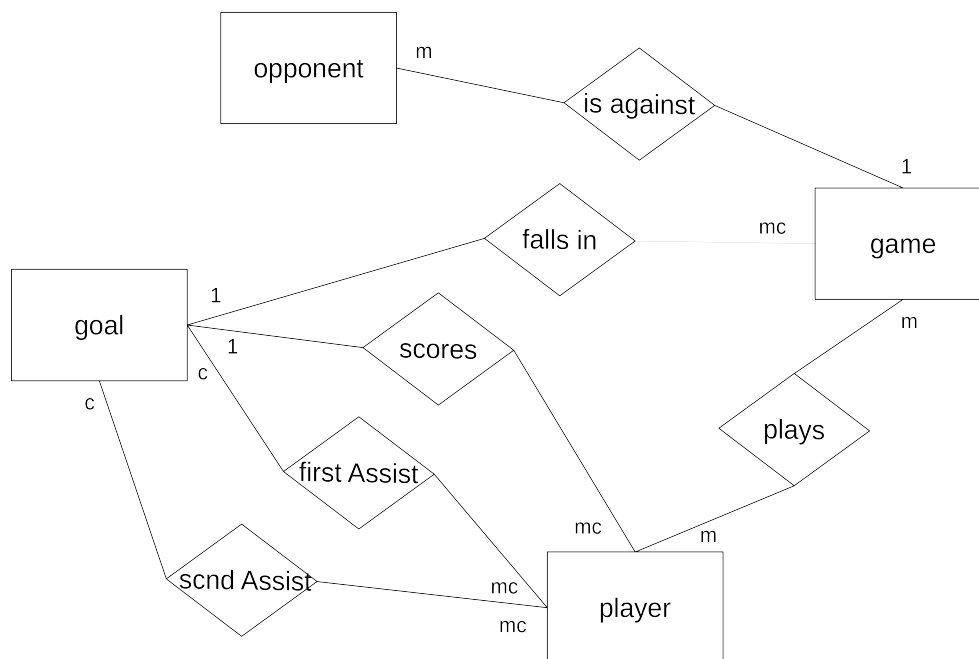 m
opponent
is against
1
mc
falls in
game
1
goal
m
1
scores
c
c
plays
first Assist
mc
m
scnd Assist
mc
player
mc